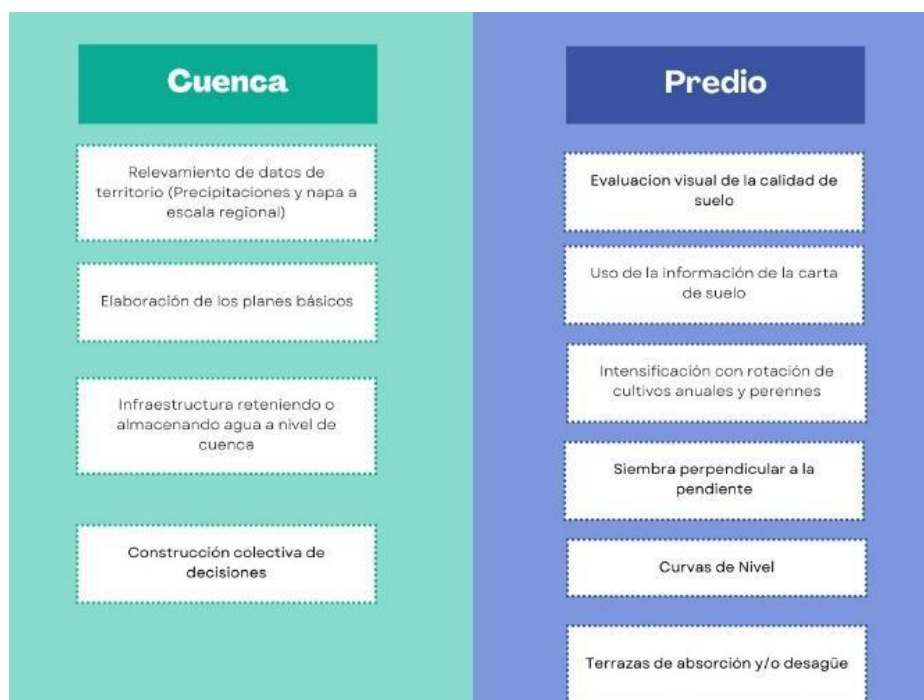 Cuenca
Relevamiento de datos de
territorio (Precipitaciones y napa a
escala regional)
Elaboración de los planes básicos
Infraestructura reteniendo o
almacenando agua a nivel de
cuenca
Construcción colectiva de
decisiones
Predio
Evaluacion visual de la calidad de
suelo
Uso de la información de la carta
de suelo
Intensificación con rotación de
cultivos anuales y perennes
Siembra perpendicular a la
pendiente
Curvas de Nivel
Terrazas de absorción y/o desagüe